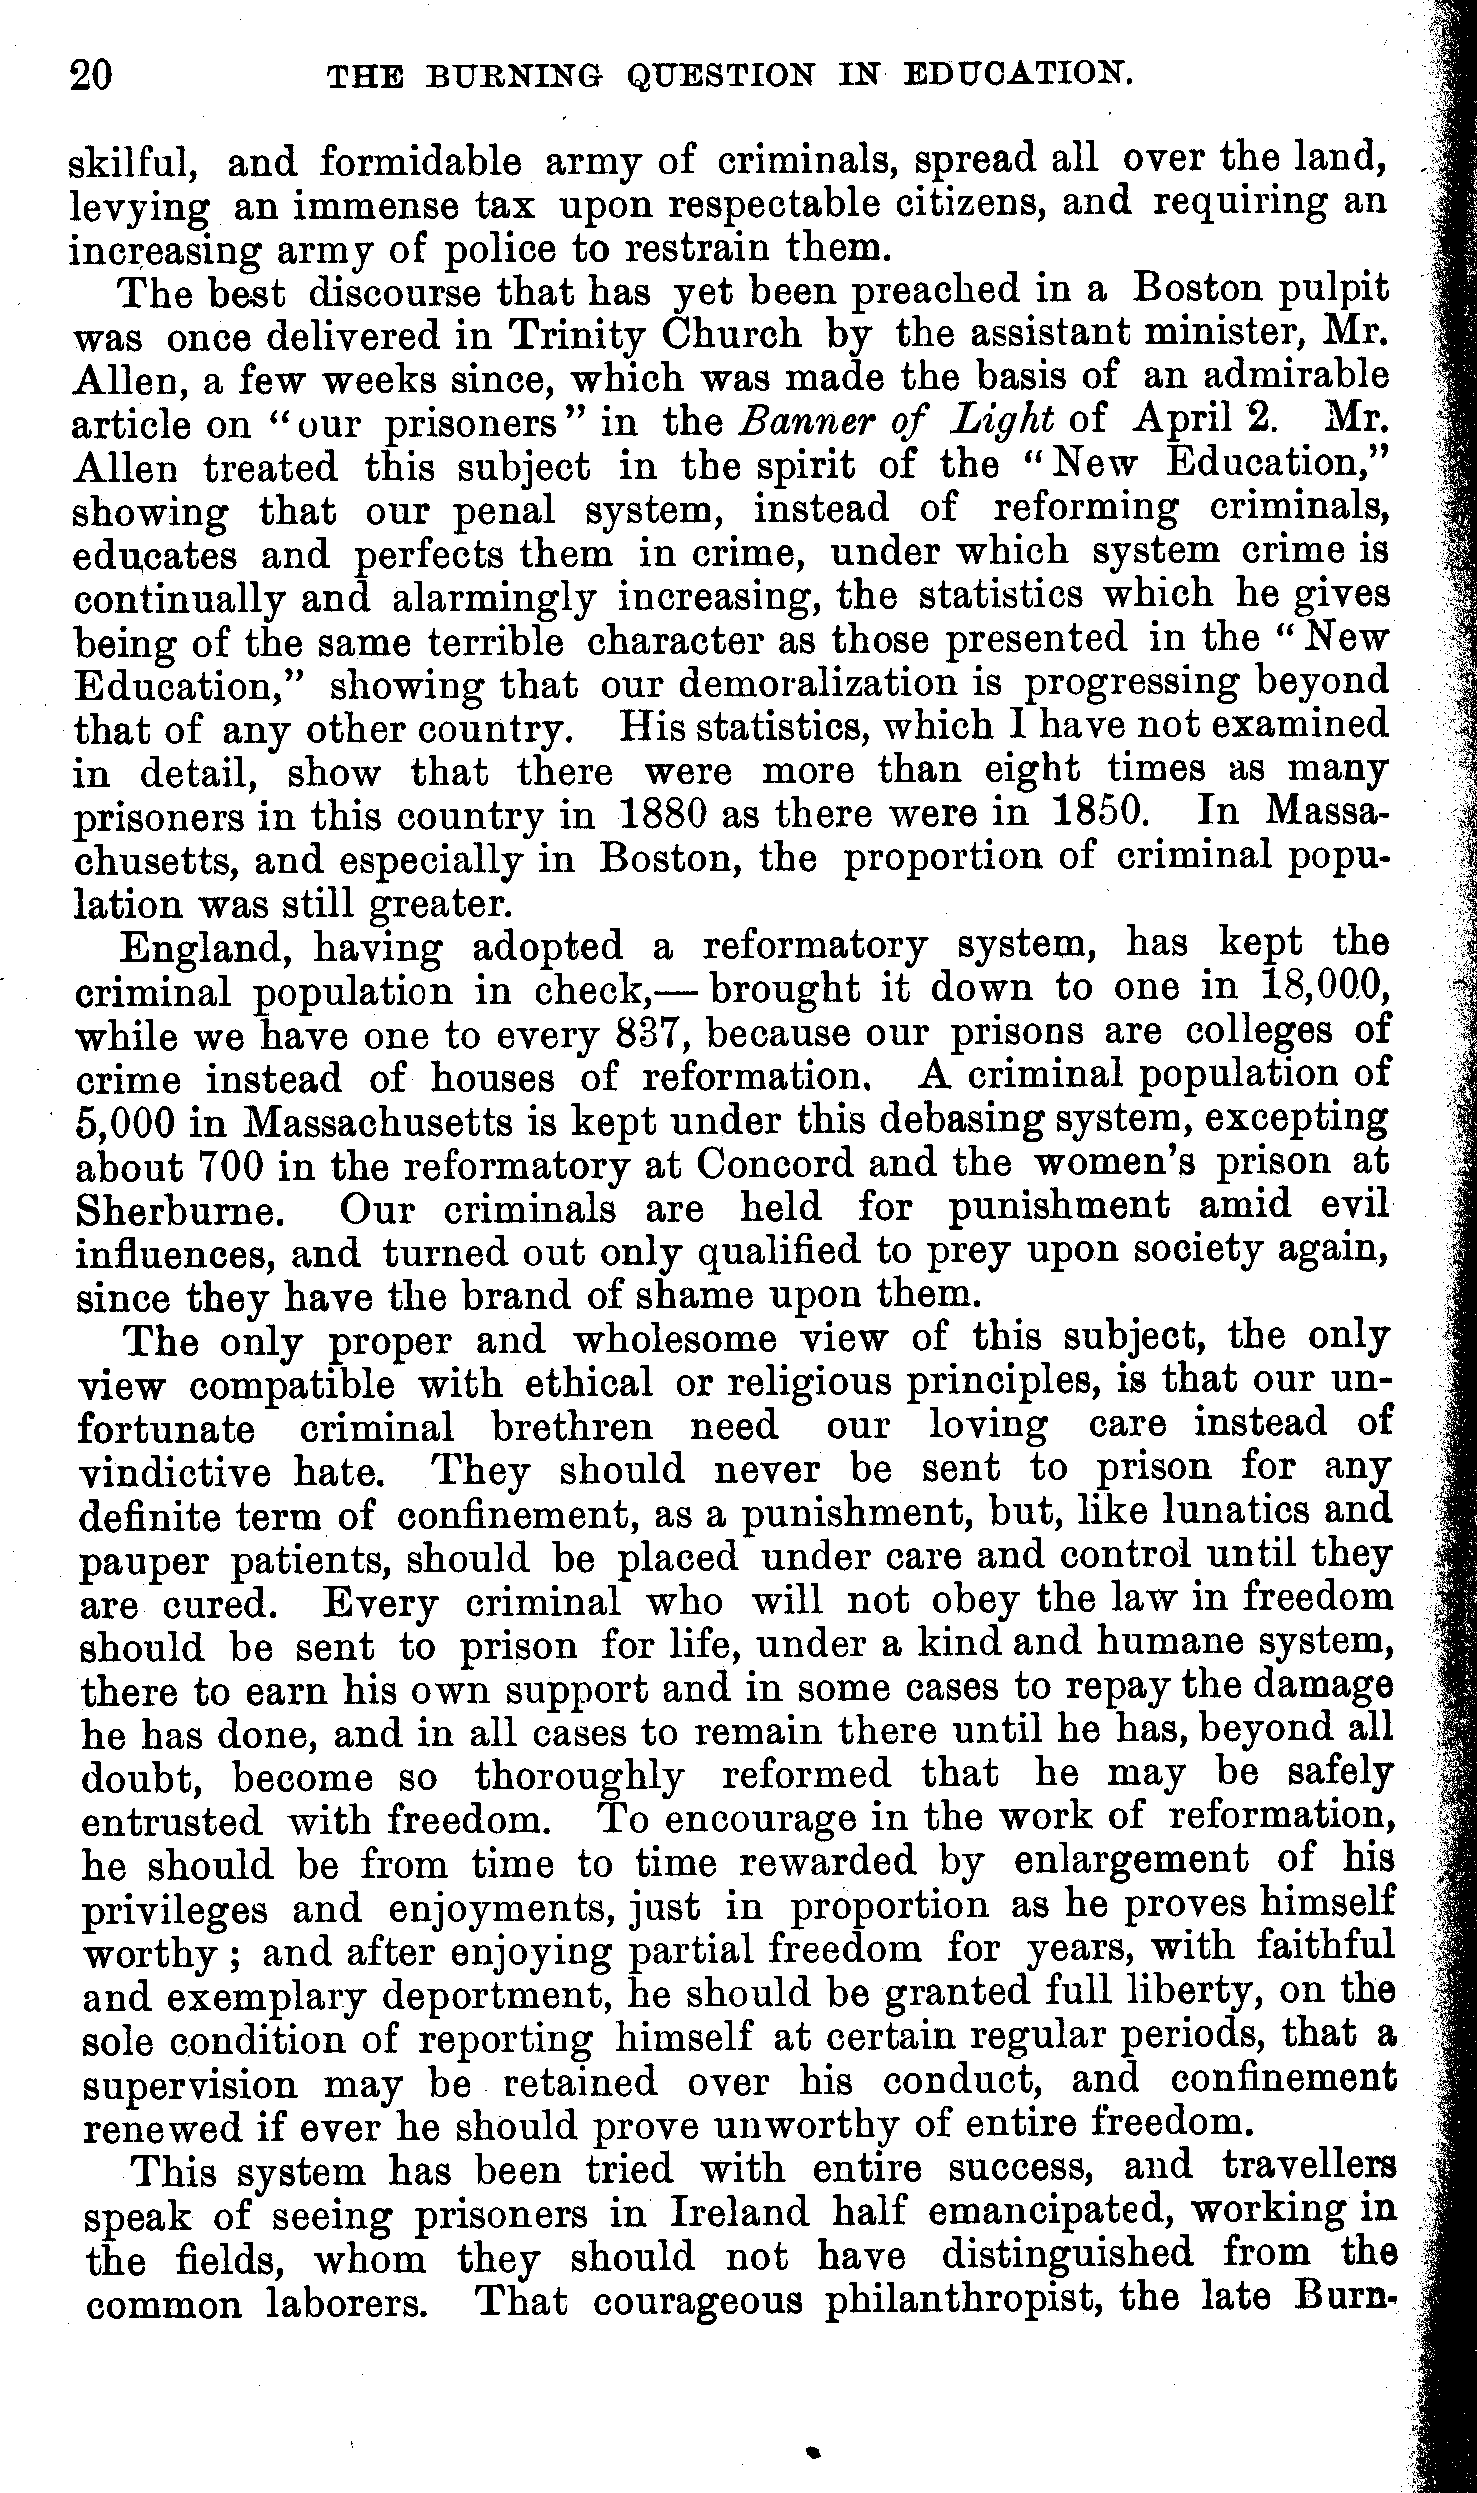 20 THE BURNING QUESTION IN EDUCATION.
skilful, and formidable army of criminals, spread all over the land,
levying an immense tax upon respectable citizens, and requiring an
increasing army of police to restrain them.
The best discourse that has yet been preached in a Boston pulpit
was once delivered in Trinity Church by the assistant minister, Mr.
Allen, a few weeks since, which was made the basis of an admirable
article on “our prisoners” in the Banner of Light of April 2. Mr.
Allen treated this subject in the spirit of the “New Education,”
showing that our penal system, instead of reforming criminals,
educates and perfects them in crime, under which system crime is
continually and alarmingly increasing, the statistics which he gives
being of the same terrible character as those presented in the “New
Education,” showing that our demoralization is progressing beyond
that of any other country. His statistics, which I have not examined
in detail, show that there were more than eight times as many
prisoners in this country in 1880 as there were in 1850. In Massa-
chusetts, and especially in Boston, the proportion of criminal popu-
lation was still greater.
England, having adopted a reformatory system, has kept the
criminal population in check,— brought it down to one in 18,000,
while we have one to every 837, because our prisons are colleges of
crime instead of houses of reformation. A criminal population of
5,000 in Massachusetts is kept under this debasing system, excepting
about 700 in the reformatory at Concord and the women's prison at
Sherburne. Our criminals are held for punishment amid evil
influences, and turned out only qualified to prey upon society again,
since they have the brand of shame upon them.
The only proper and wholesome view of this subject, the only
view compatible with ethical or religious principles, is that our un-
fortunate criminal brethren need our loving care instead of
vindictive hate. They should never be sent to prison for any
definite term of confinement, as a punishment, but, like lunatics and
pauper patients, should be placed under care and control until they
are cured. Every criminal who will not obey the law in freedom
should be sent to prison for life, under a kind and humane system,
there to earn his own support and in some cases to repay the damage
he has done, and in all cases to remain there until he has, beyond all
doubt, become so thoroughly reformed that he may be safely
entrusted with freedom. To encourage in the work of reformation,
he should be from time to time rewarded by enlargement of his
privileges and enjoyments, just in proportion as he proves himself
worthy ; and after enjoying partial freedom for years, with faithful
and exemplary deportment, he should be granted full liberty, on the
sole condition of reporting himself at certain regular periods, that a
supervision may be retained over his conduct, and confinement
renewed if ever he should prove unworthy of entire freedom.
This system has been tried with entire success, and travellers
speak of seeing prisoners in Ireland half emancipated, working in
the fields, whom they should not have distinguished from the
common laborers. That courageous philanthropist, the late Burn-